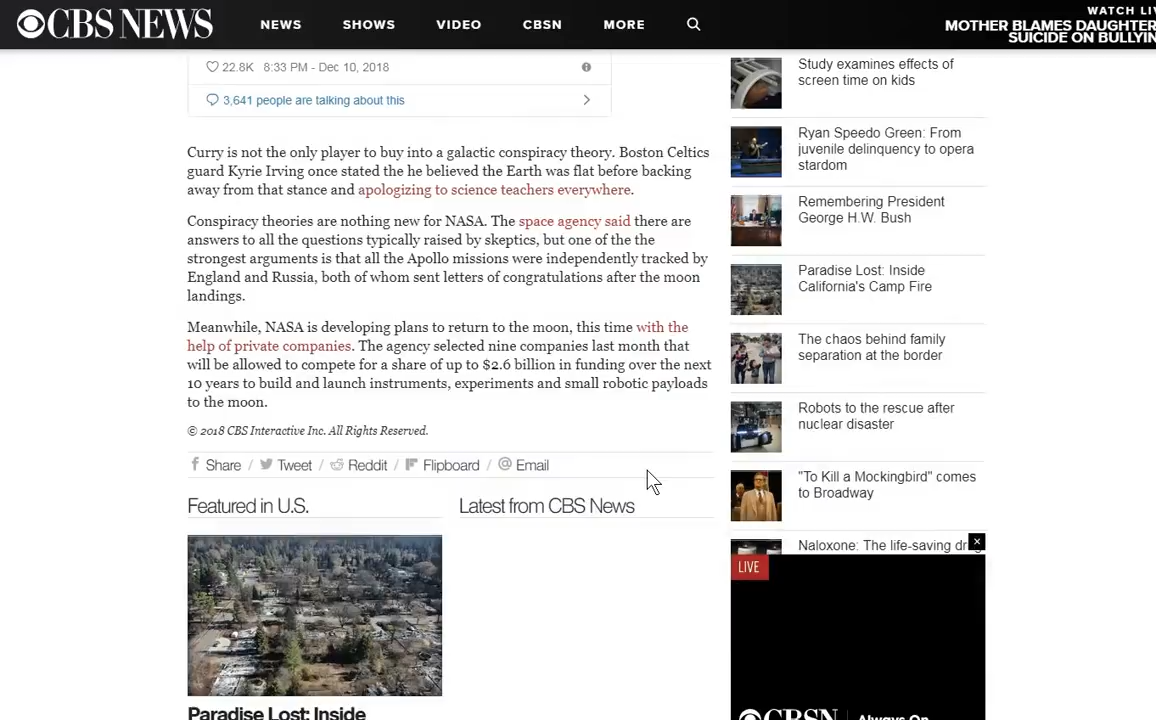 CBS NEWS
NEWS
SHOWS
VIDEO
CBSN
MORE
WATCH LI
MOTHER BLAMES DAUGHTER
SUICIDE ON BULLYIN
22.8K 8:33 PM - Dec 10, 2018
3,641 people are talking about this
Curry is not the only player to buy into a galactic conspiracy theory. Boston Celtics
guard Kyrie Irving once stated the he believed the Earth was flat before backing
away from that stance and apologizing to science teachers everywhere.
Conspiracy theories are nothing new for NASA. The space agency said there are
answers to all the questions typically raised by skeptics, but one of the the
strongest arguments is that all the Apollo missions were independently tracked by
England and Russia, both of whom sent letters of congratulations after the moon
landings.
Meanwhile, NASA is developing plans to return to the moon, this time with the
help of private companies. The agency selected nine companies last month that
will be allowed to compete for a share of up to $2.6 billion in funding over the next
10 years to build and launch instruments, experiments and small robotic payloads
to the moon.
© 2018 CBS Interactive Inc. All Rights Reserved.
Share / Tweet / Reddit / Flipboard / @ Email
Featured in U.S.
Paradise Lost: Inside
Latest from CBS News
Study examines effects of
screen time on kids
Ryan Speedo Green: From
juvenile delinquency to opera
stardom
Remembering President
George H.W. Bush
Paradise Lost: Inside
California's Camp Fire
The chaos behind family
separation at the border
Robots to the rescue after
nuclear disaster
"To Kill a Mockingbird" comes
to Broadway
Naloxone: The life-saving drug
LIVE
CBSN Always On